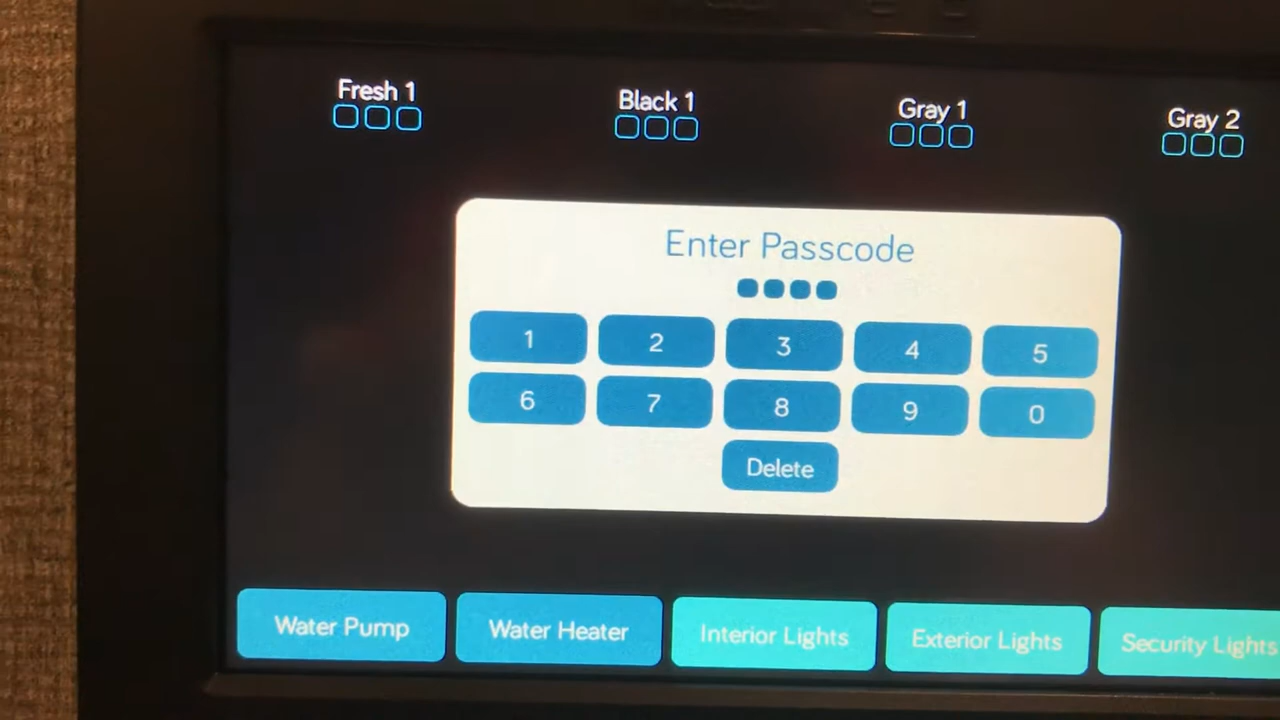 Fresh 1
Black 1
Gray 1
Gray 2
Enter Passcode
1 2 3 4 5
6 7 8 9 0
Delete
Water Pump
Water Heater
Interior Lights
Exterior Lights
Security Lights